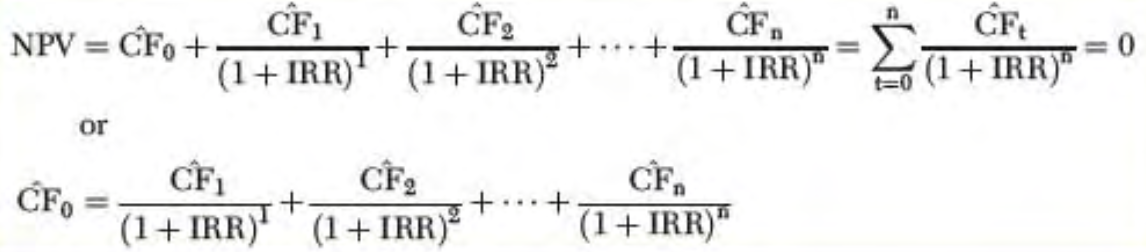 NPV = ĈF₀ + ĈF₁/(1 + IRR)¹ + ĈF₂/(1 + IRR)² + ⋯ + ĈFₙ/(1 + IRR)ⁿ = ∑ₜ₌₀ⁿ ĈFₜ/(1 + IRR)ⁿ = 0
or
ĈF₀ = ĈF₁/(1 + IRR)¹ + ĈF₂/(1 + IRR)² + ⋯ + ĈFₙ/(1 + IRR)ⁿ